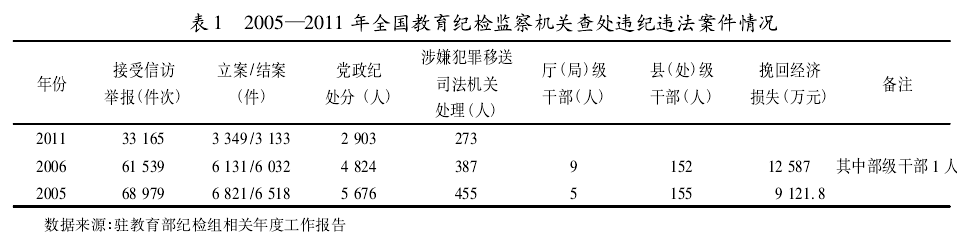 表1 2005—2011年全国教育纪检监察机关查处违纪违法案件情况
年份 接受信访举报(件次) 立案/结案(件) 党政纪处分(人) 涉嫌犯罪移送司法机关处理(人) 厅(局)级干部(人) 县(处)级干部(人) 挽回经济损失(万元) 备注
2011 33 165 3 349/3 133 2 903 273
2006 61 539 6 131/6 032 4 824 387 9 152 12 587 其中部级干部1人
2005 68 979 6 821/6 518 5 676 455 5 155 9 121.8
数据来源:驻教育部纪检组相关年度工作报告